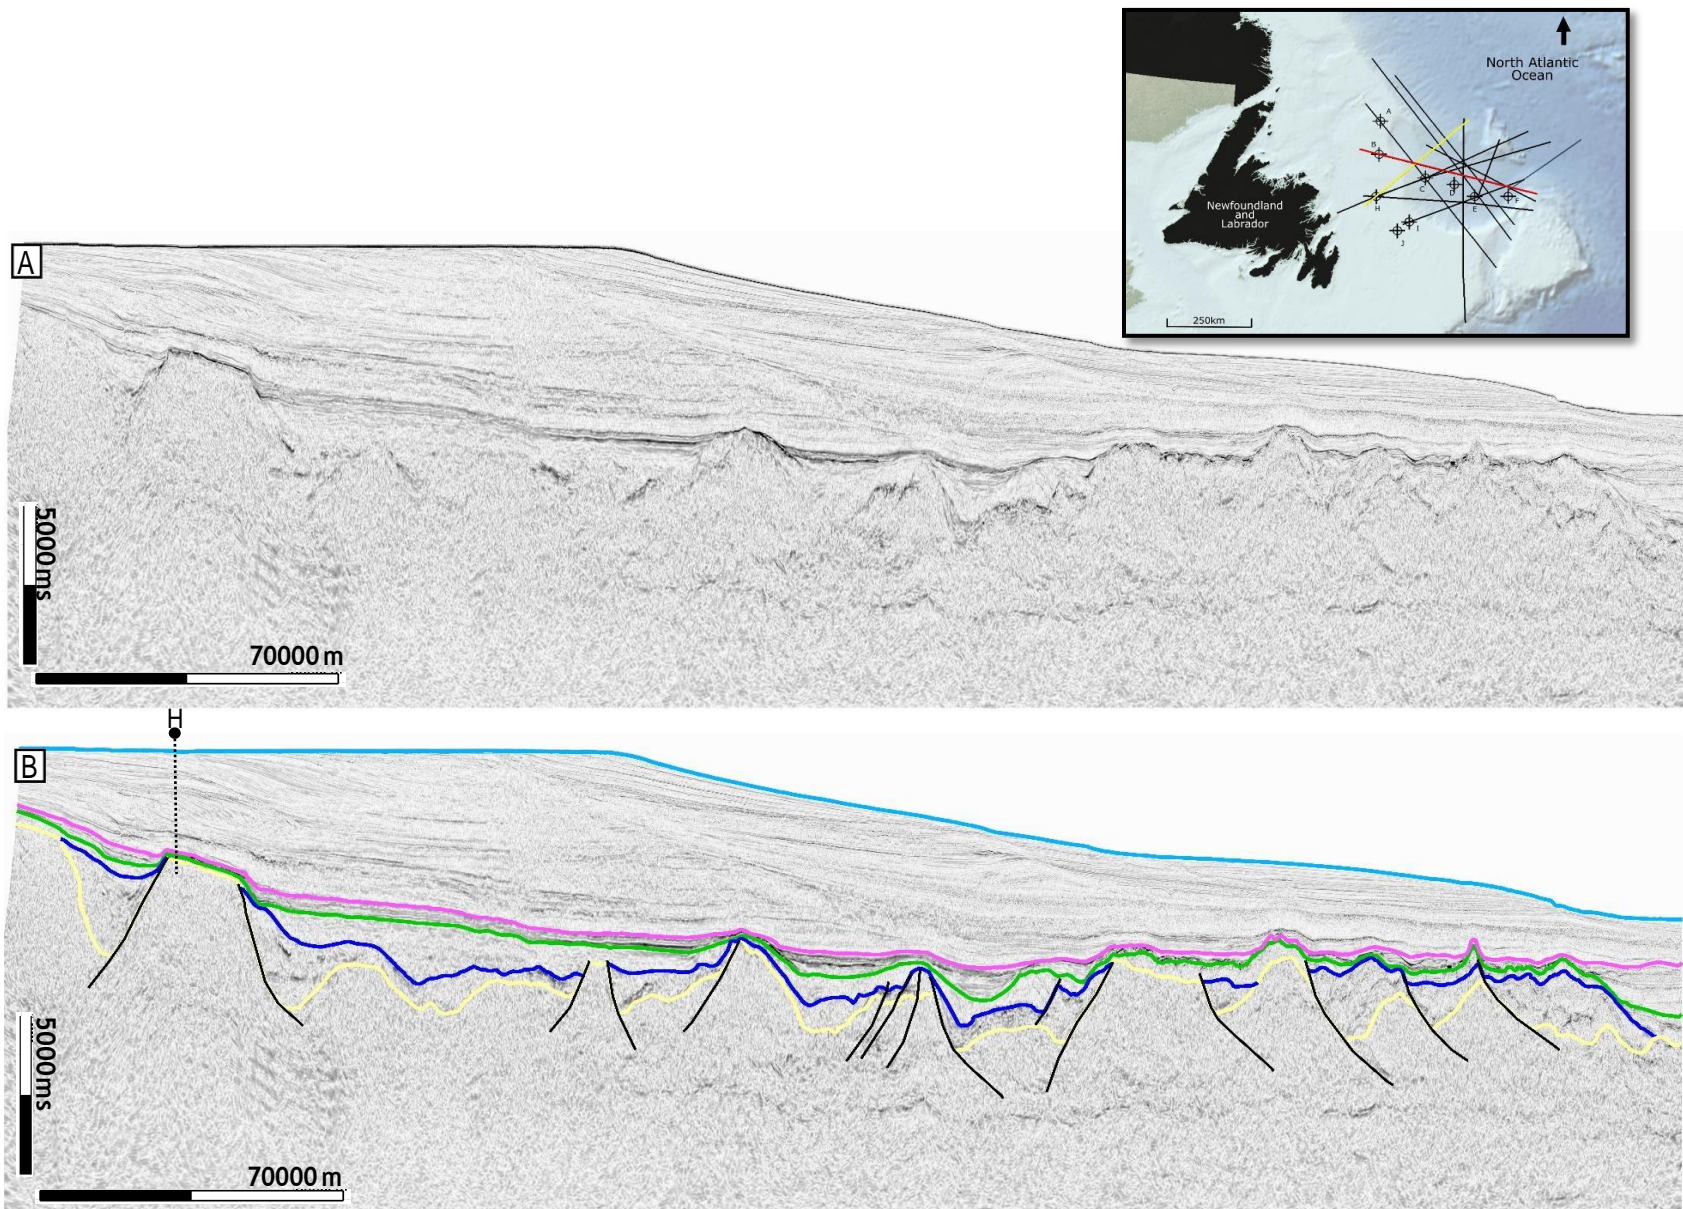 North Atlantic
Ocean
A
B
C
D
E
F
H
I
J
Newfoundland
and
Labrador
250km
A
5000ms
70000 m
H
B
5000ms
70000 m